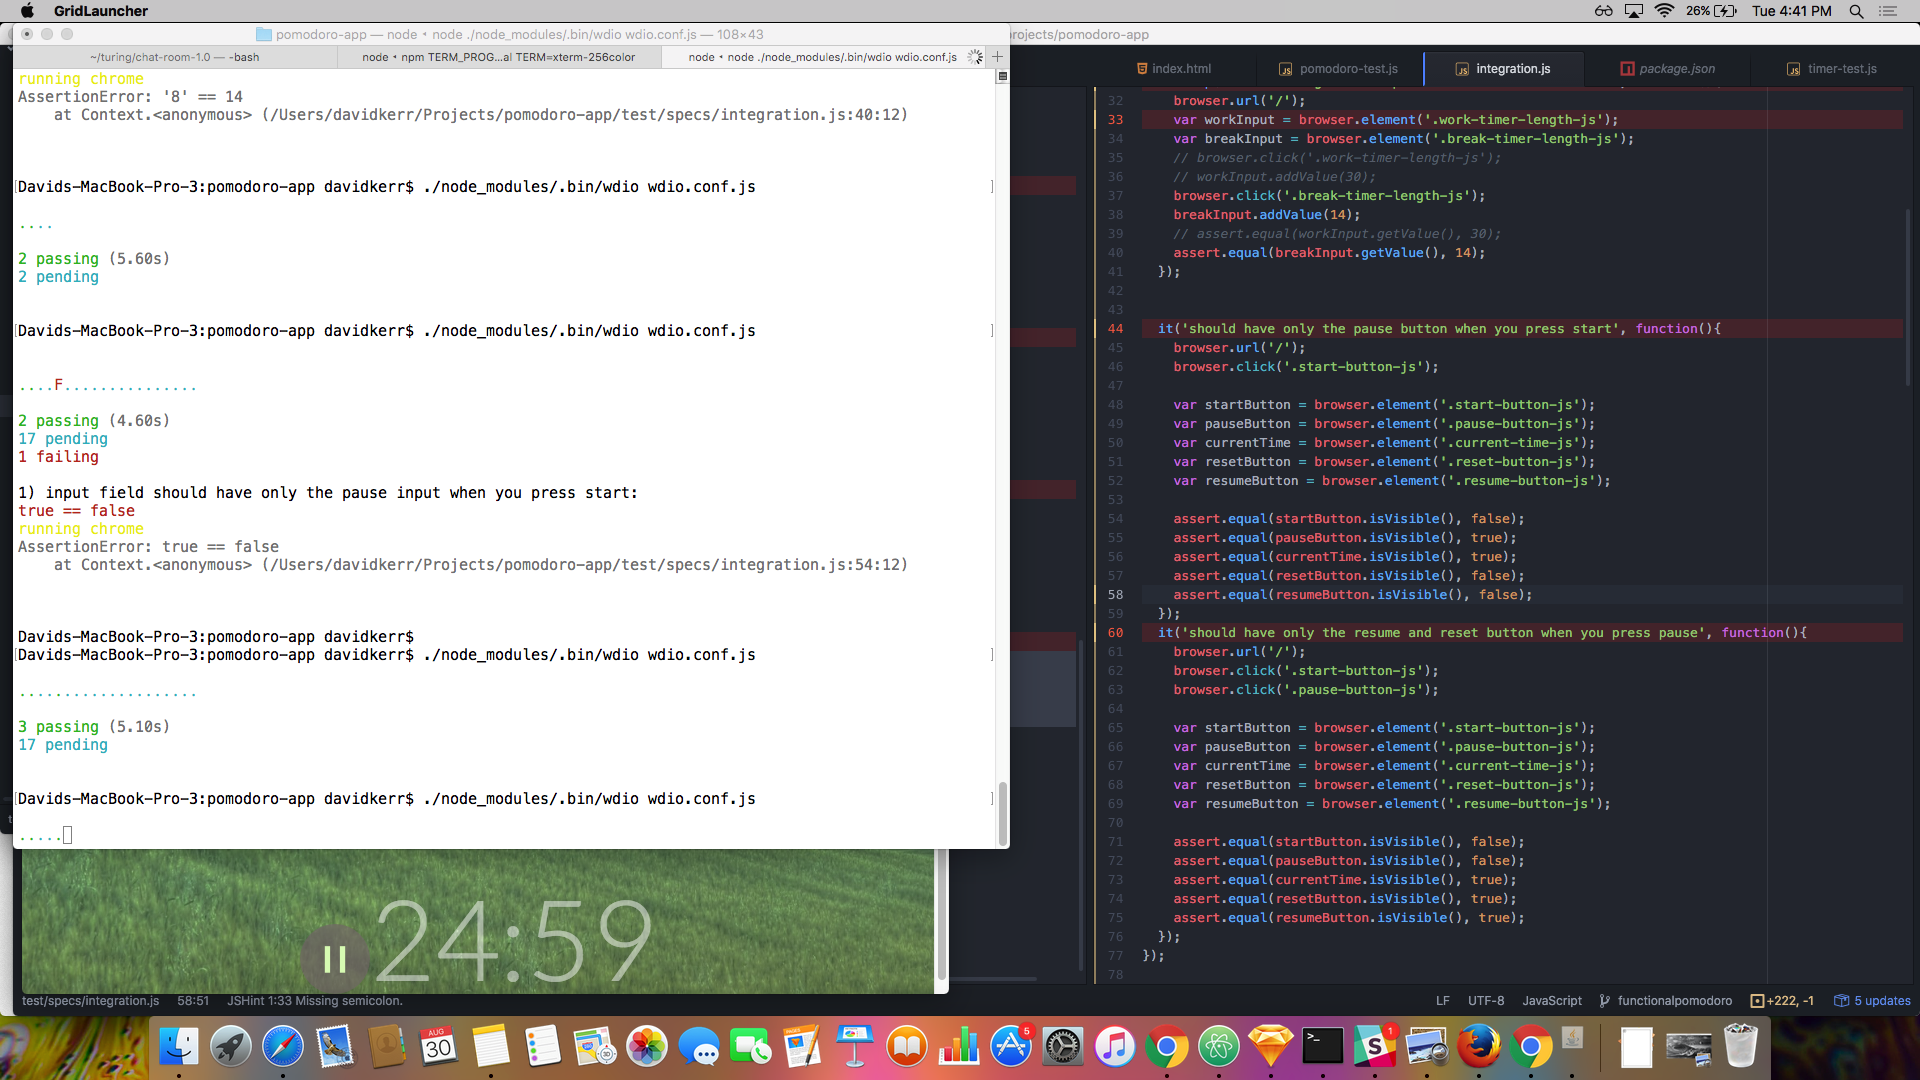 GridLauncher
26%
Tue 4:41 PM
pomodoro-app — node • node ./node_modules/.bin/wdio wdio.conf.js — 108×43
~/turing/chat-room-1.0 — -bash
node • npm TERM_PROG...al TERM=xterm-256color
node • node ./node_modules/.bin/wdio wdio.conf.js
running chrome
AssertionError: '8' == 14
at Context.<anonymous> (/Users/davidkerr/Projects/pomodoro-app/test/specs/integration.js:40:12)
[Davids-MacBook-Pro-3:pomodoro-app davidkerr$ ./node_modules/.bin/wdio wdio.conf.js ]
....
2 passing (5.60s)
2 pending
[Davids-MacBook-Pro-3:pomodoro-app davidkerr$ ./node_modules/.bin/wdio wdio.conf.js ]
....F...............
2 passing (4.60s)
17 pending
1 failing
1) input field should have only the pause input when you press start:
true == false
running chrome
AssertionError: true == false
at Context.<anonymous> (/Users/davidkerr/Projects/pomodoro-app/test/specs/integration.js:54:12)
Davids-MacBook-Pro-3:pomodoro-app davidkerr$
[Davids-MacBook-Pro-3:pomodoro-app davidkerr$ ./node_modules/.bin/wdio wdio.conf.js ]
....................
3 passing (5.10s)
17 pending
[Davids-MacBook-Pro-3:pomodoro-app davidkerr$ ./node_modules/.bin/wdio wdio.conf.js ]
.....
24:59
rojects/pomodoro-app
index.html
pomodoro-test.js
integration.js
package.json
timer-test.js
32 browser.url('/');
33 var workInput = browser.element('.work-timer-length-js');
34 var breakInput = browser.element('.break-timer-length-js');
35 // browser.click('.work-timer-length-js');
36 // workInput.addValue(30);
37 browser.click('.break-timer-length-js');
38 breakInput.addValue(14);
39 // assert.equal(workInput.getValue(), 30);
40 assert.equal(breakInput.getValue(), 14);
41 });
42
43
44 it('should have only the pause button when you press start', function(){
45 browser.url('/');
46 browser.click('.start-button-js');
47
48 var startButton = browser.element('.start-button-js');
49 var pauseButton = browser.element('.pause-button-js');
50 var currentTime = browser.element('.current-time-js');
51 var resetButton = browser.element('.reset-button-js');
52 var resumeButton = browser.element('.resume-button-js');
53
54 assert.equal(startButton.isVisible(), false);
55 assert.equal(pauseButton.isVisible(), true);
56 assert.equal(currentTime.isVisible(), true);
57 assert.equal(resetButton.isVisible(), false);
58 assert.equal(resumeButton.isVisible(), false);
59 });
60 it('should have only the resume and reset button when you press pause', function(){
61 browser.url('/');
62 browser.click('.start-button-js');
63 browser.click('.pause-button-js');
64
65 var startButton = browser.element('.start-button-js');
66 var pauseButton = browser.element('.pause-button-js');
67 var currentTime = browser.element('.current-time-js');
68 var resetButton = browser.element('.reset-button-js');
69 var resumeButton = browser.element('.resume-button-js');
70
71 assert.equal(startButton.isVisible(), false);
72 assert.equal(pauseButton.isVisible(), false);
73 assert.equal(currentTime.isVisible(), true);
74 assert.equal(resetButton.isVisible(), true);
75 assert.equal(resumeButton.isVisible(), true);
76 });
77 });
78
test/specs/integration.js 58:51 JSHint 1:33 Missing semicolon.
LF UTF-8 JavaScript functionalpomodoro +222, -1 5 updates
AUG
30
5
1